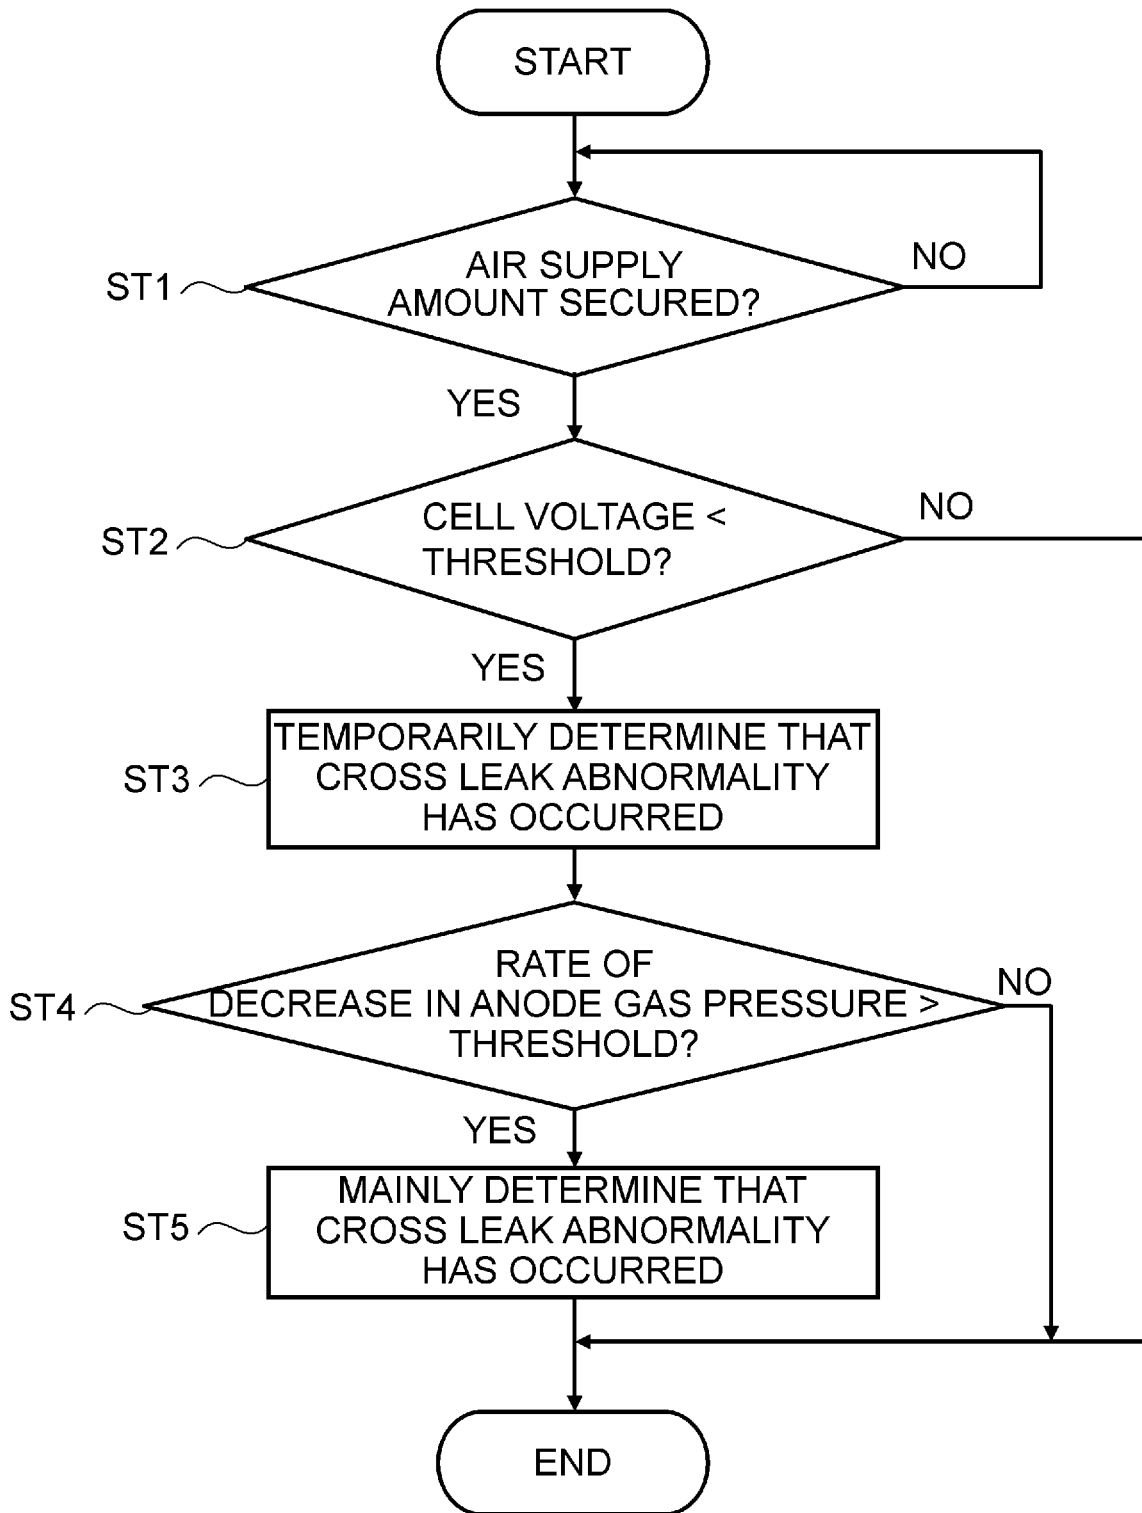 START
AIR SUPPLY
AMOUNT SECURED?
NO
ST1
YES
CELL VOLTAGE <
THRESHOLD?
NO
ST2
YES
TEMPORARILY DETERMINE THAT
CROSS LEAK ABNORMALITY
HAS OCCURRED
ST3
RATE OF
DECREASE IN ANODE GAS PRESSURE >
THRESHOLD?
NO
ST4
YES
MAINLY DETERMINE THAT
CROSS LEAK ABNORMALITY
HAS OCCURRED
ST5
END